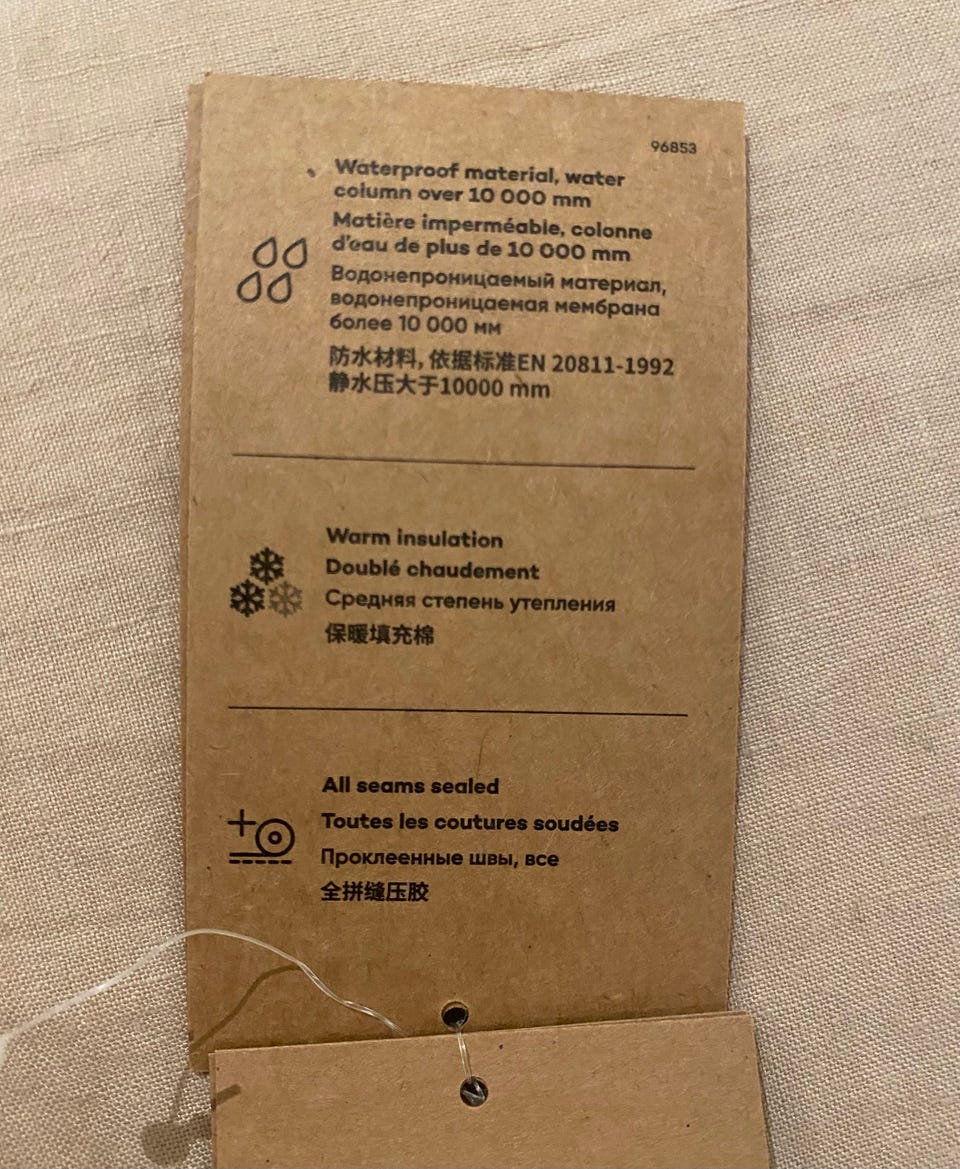 96853
Waterproof material, water
column over 10 000 mm
Matière imperméable, colonne
d'eau de plus de 10 000 mm
Водонепроницаемый материал,
водонепроницаемая мембрана
более 10 000 мм
防水材料, 依据标准EN 20811-1992
静水压大于10000 mm
Warm insulation
Doublé chaudement
Средняя степень утепления
保暖填充棉
All seams sealed
Toutes les coutures soudées
Проклеенные швы, все
全拼缝压胶